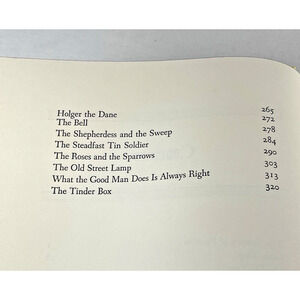 Holger the Dane 265
The Bell 272
The Shepherdess and the Sweep 278
The Steadfast Tin Soldier 284
The Roses and the Sparrows 290
The Old Street Lamp 303
What the Good Man Does Is Always Right 313
The Tinder Box 320